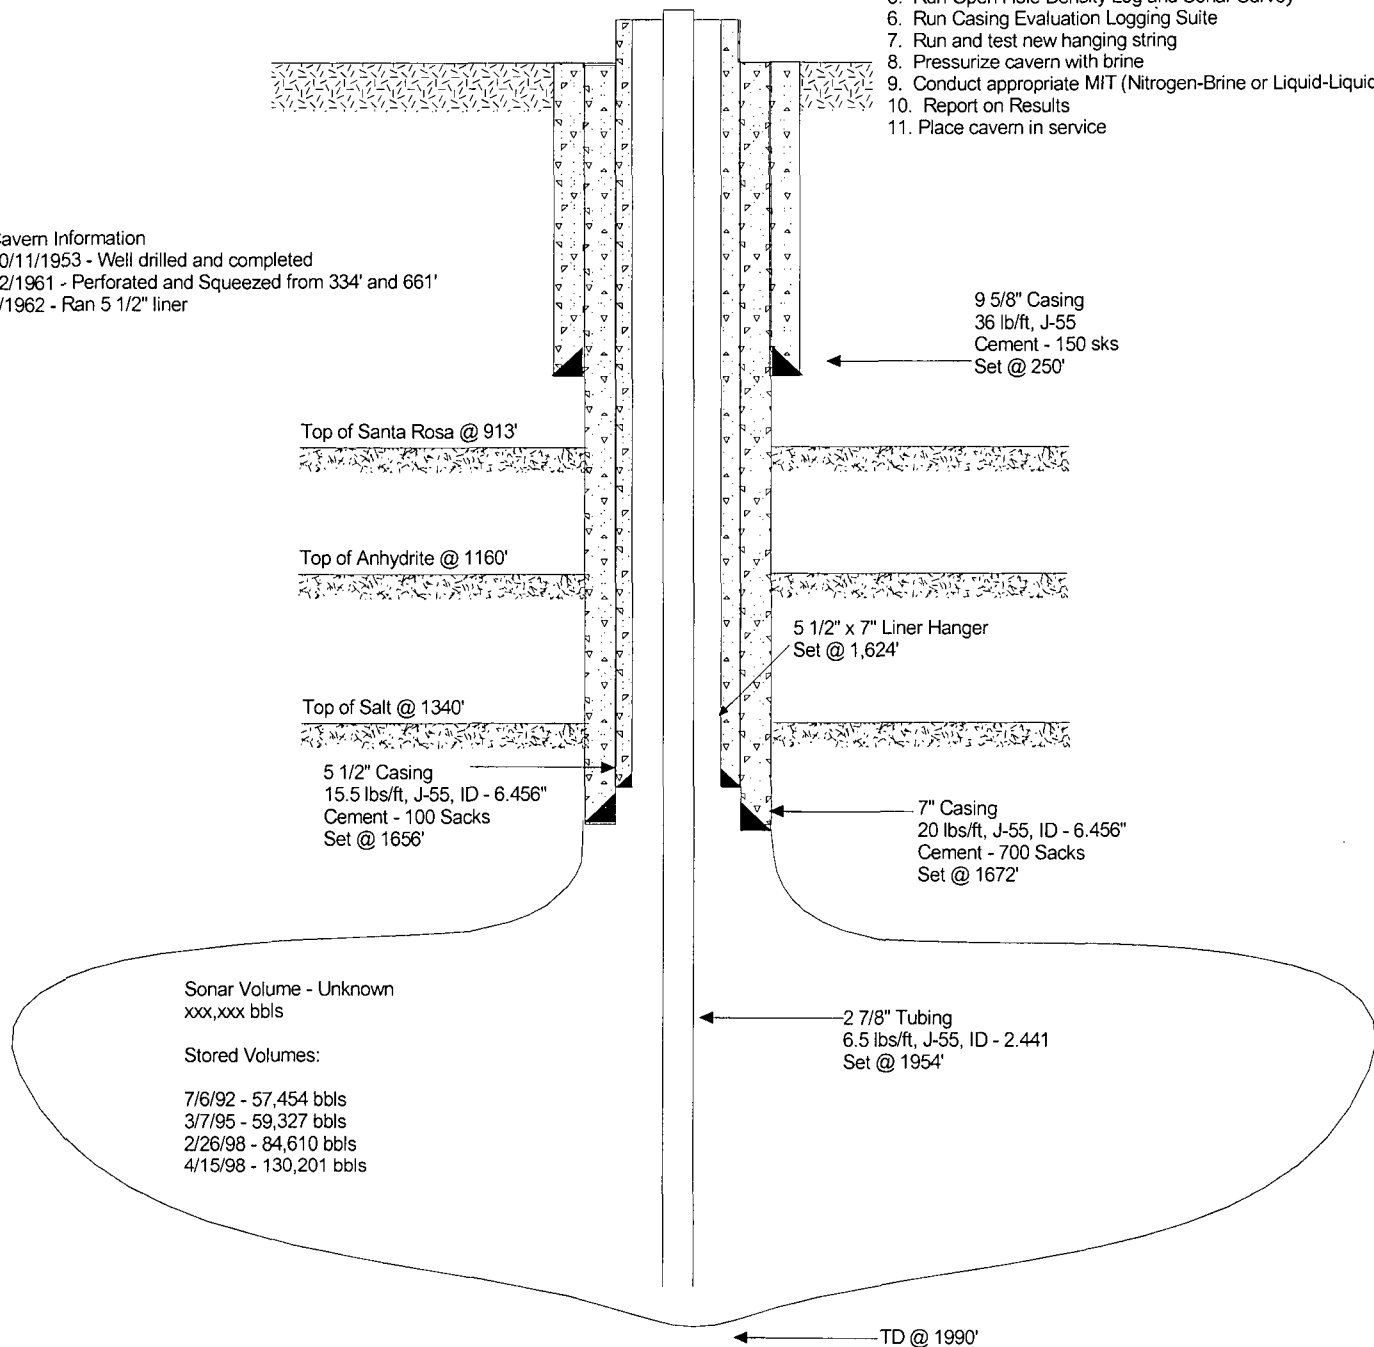 6. Run Casing Evaluation Logging Suite
7. Run and test new hanging string
8. Pressurize cavern with brine
9. Conduct appropriate MIT (Nitrogen-Brine or Liquid-Liquid
10. Report on Results
11. Place cavern in service
Cavern Information
0/11/1953 - Well drilled and completed
2/1961 - Perforated and Squeezed from 334' and 661'
/1962 - Ran 5 1/2" liner
9 5/8" Casing
36 lb/ft, J-55
Cement - 150 sks
Set @ 250'
Top of Santa Rosa @ 913'
Top of Anhydrite @ 1160'
5 1/2" x 7" Liner Hanger
Set @ 1,624'
Top of Salt @ 1340'
5 1/2" Casing
15.5 lbs/ft, J-55, ID - 6.456"
Cement - 100 Sacks
Set @ 1656'
7" Casing
20 lbs/ft, J-55, ID - 6.456"
Cement - 700 Sacks
Set @ 1672'
Sonar Volume - Unknown
xxx,xxx bbls
Stored Volumes:
7/6/92 - 57,454 bbls
3/7/95 - 59,327 bbls
2/26/98 - 84,610 bbls
4/15/98 - 130,201 bbls
2 7/8" Tubing
6.5 lbs/ft, J-55, ID - 2.441
Set @ 1954'
TD @ 1990'